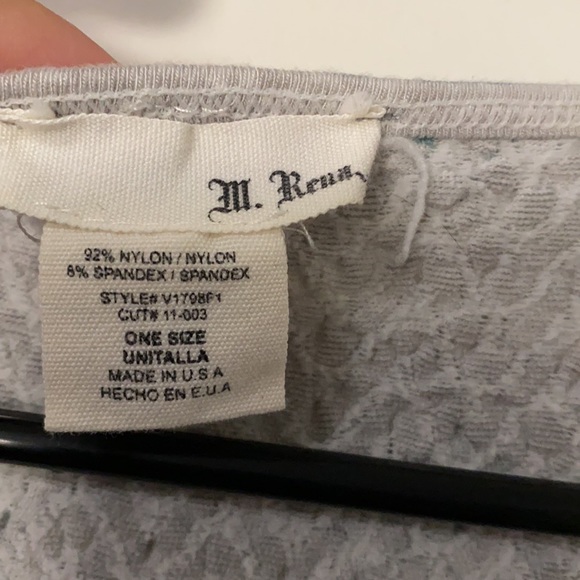 M. Rena
92% NYLON / NYLON
8% SPANDEX / SPANDEX
STYLE# V1798F1
CUT# 11-003
ONE SIZE
UNITALLA
MADE IN U.S.A
HECHO EN E.U.A